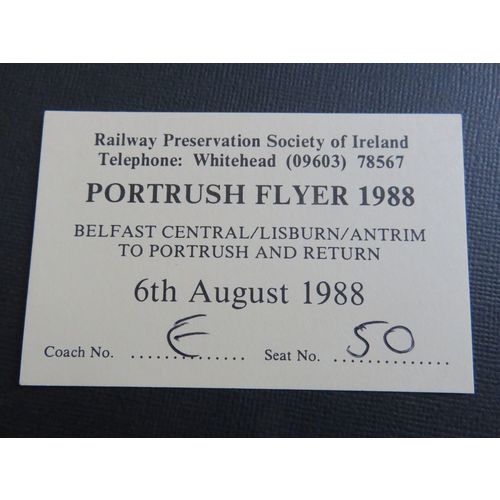 Railway Preservation Society of Ireland
Telephone: Whitehead (09603) 78567
PORTRUSH FLYER 1988
BELFAST CENTRAL/LISBURN/ANTRIM
TO PORTRUSH AND RETURN
6th August 1988
Coach No. E Seat No. 50